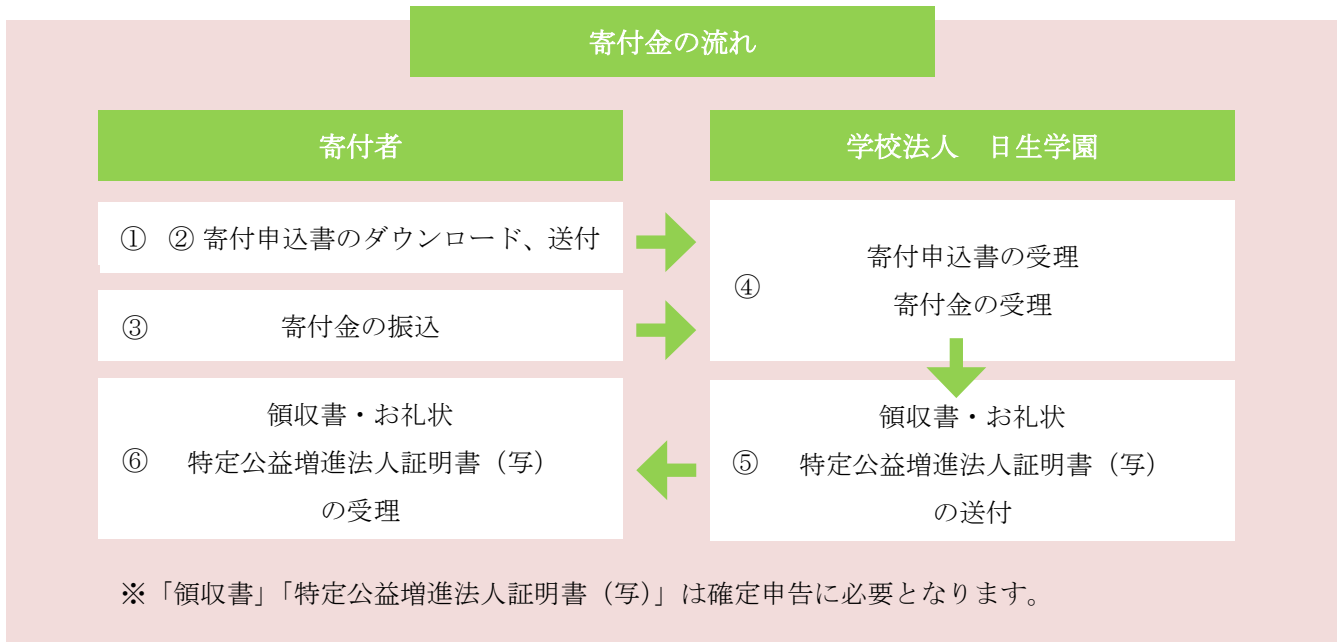 寄付金の流れ
寄付者
学校法人　日生学園
① ② 寄付申込書のダウンロード、送付
③ 寄付金の振込
④ 寄付申込書の受理
寄付金の受理
⑤ 領収書・お礼状
特定公益増進法人証明書（写）
の送付
⑥ 領収書・お礼状
特定公益増進法人証明書（写）
の受理
※「領収書」「特定公益増進法人証明書（写）」は確定申告に必要となります。